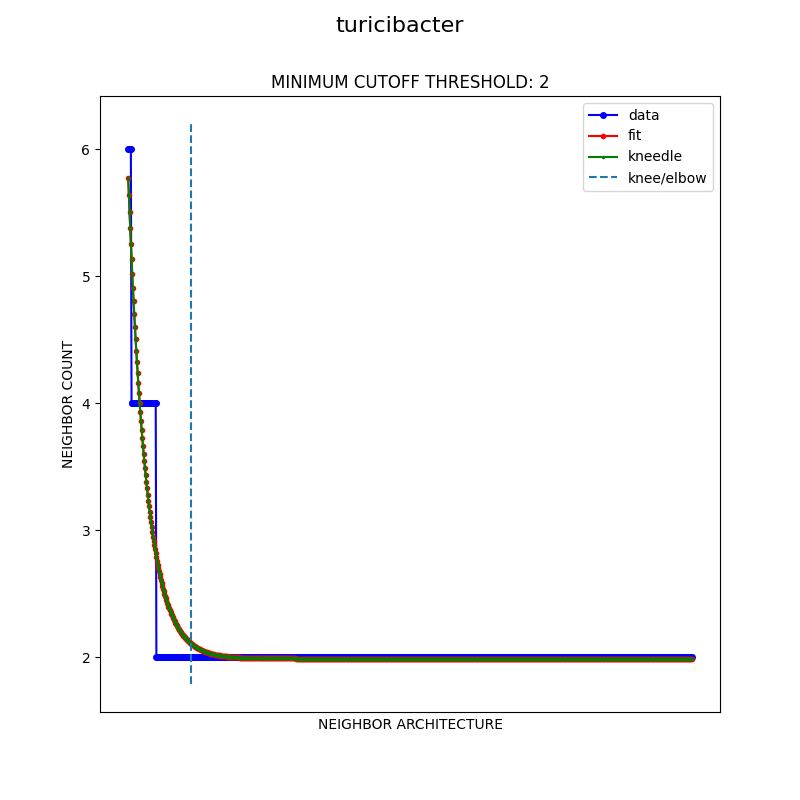 turicibacter
MINIMUM CUTOFF THRESHOLD: 2
data
fit
kneedle
knee/elbow
6
5
4
3
2
NEIGHBOR COUNT
NEIGHBOR ARCHITECTURE